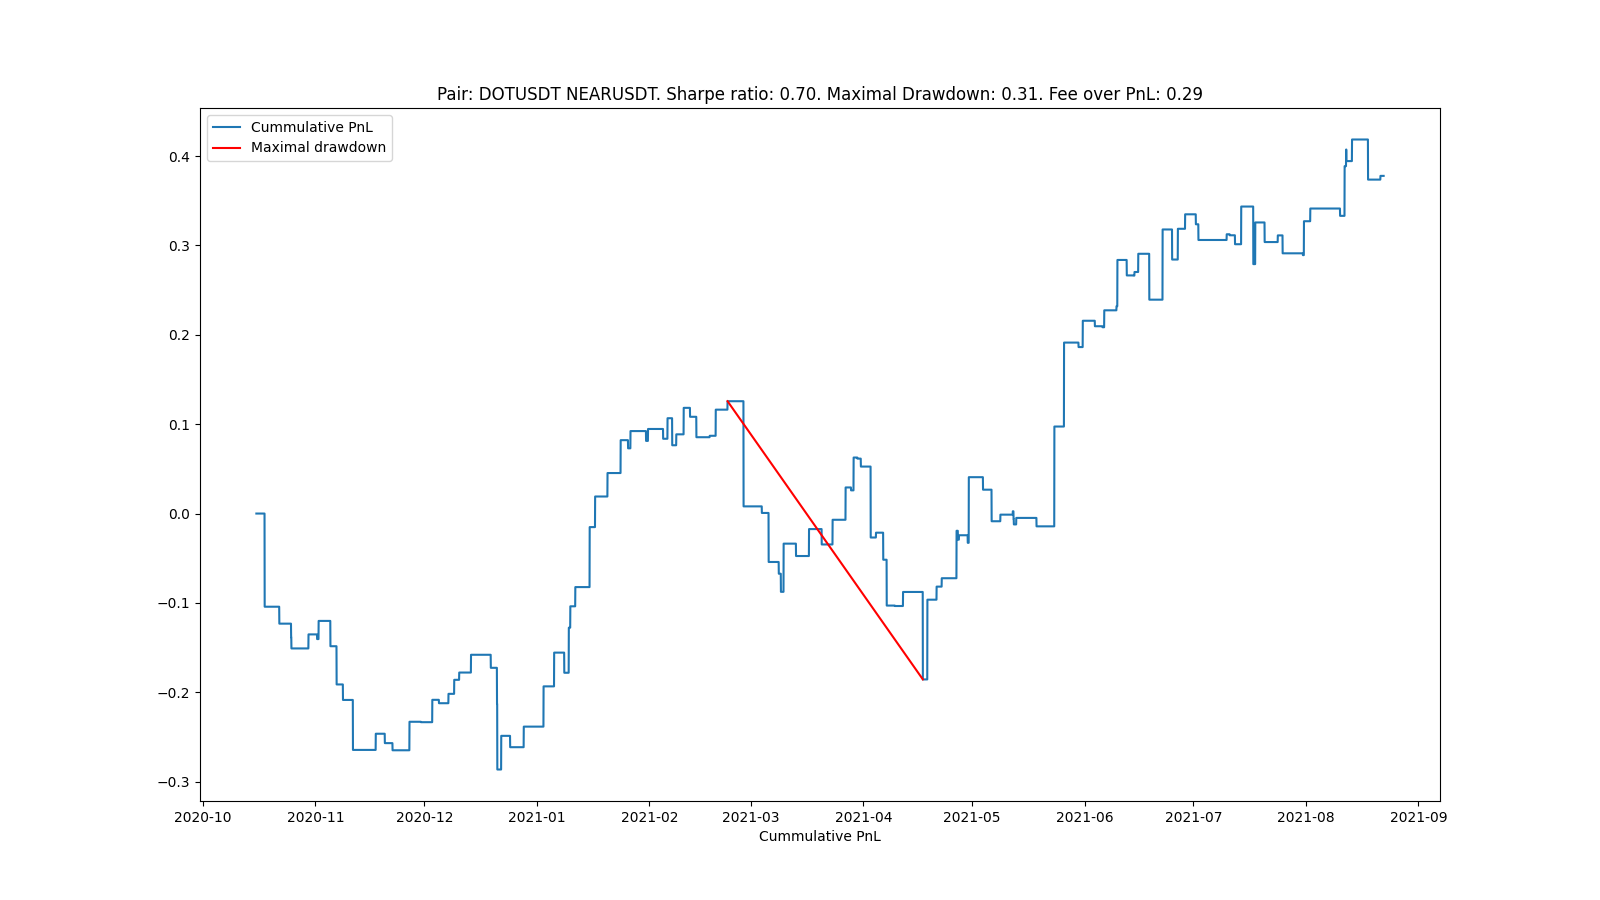 Pair: DOTUSDT NEARUSDT. Sharpe ratio: 0.70. Maximal Drawdown: 0.31. Fee over PnL: 0.29
Cummulative PnL
Maximal drawdown
0.4
0.3
0.2
0.1
0.0
−0.1
−0.2
−0.3
2020-10 2020-11 2020-12 2021-01 2021-02 2021-03 2021-04 2021-05 2021-06 2021-07 2021-08 2021-09
Cummulative PnL